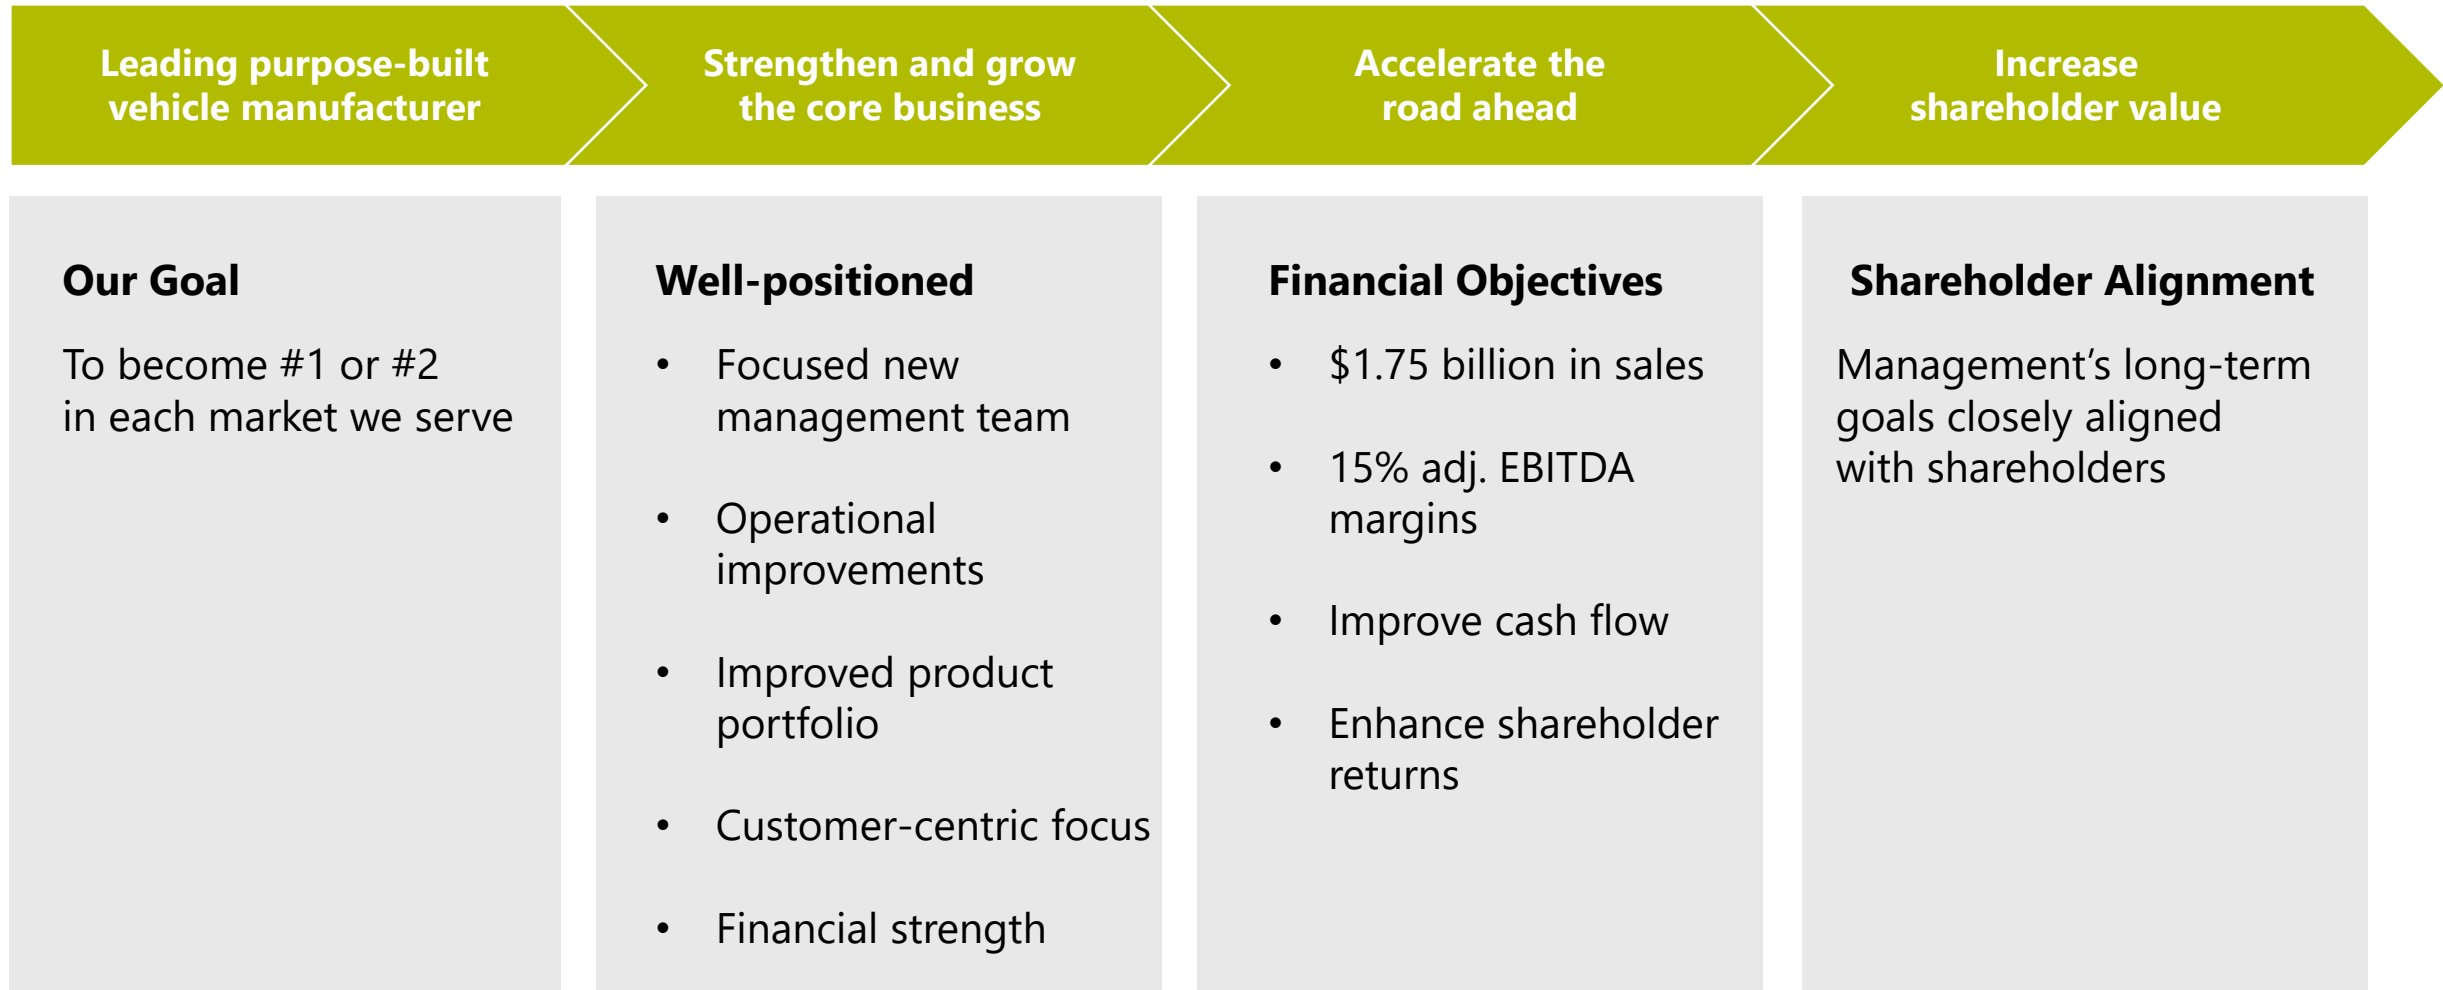 Leading purpose-built
vehicle manufacturer
Strengthen and grow
the core business
Accelerate the
road ahead
Increase
shareholder value
Our Goal
To become #1 or #2
in each market we serve
Well-positioned
• Focused new
management team
• Operational
improvements
• Improved product
portfolio
• Customer-centric focus
• Financial strength
Financial Objectives
• $1.75 billion in sales
• 15% adj. EBITDA
margins
• Improve cash flow
• Enhance shareholder
returns
Shareholder Alignment
Management’s long-term
goals closely aligned
with shareholders